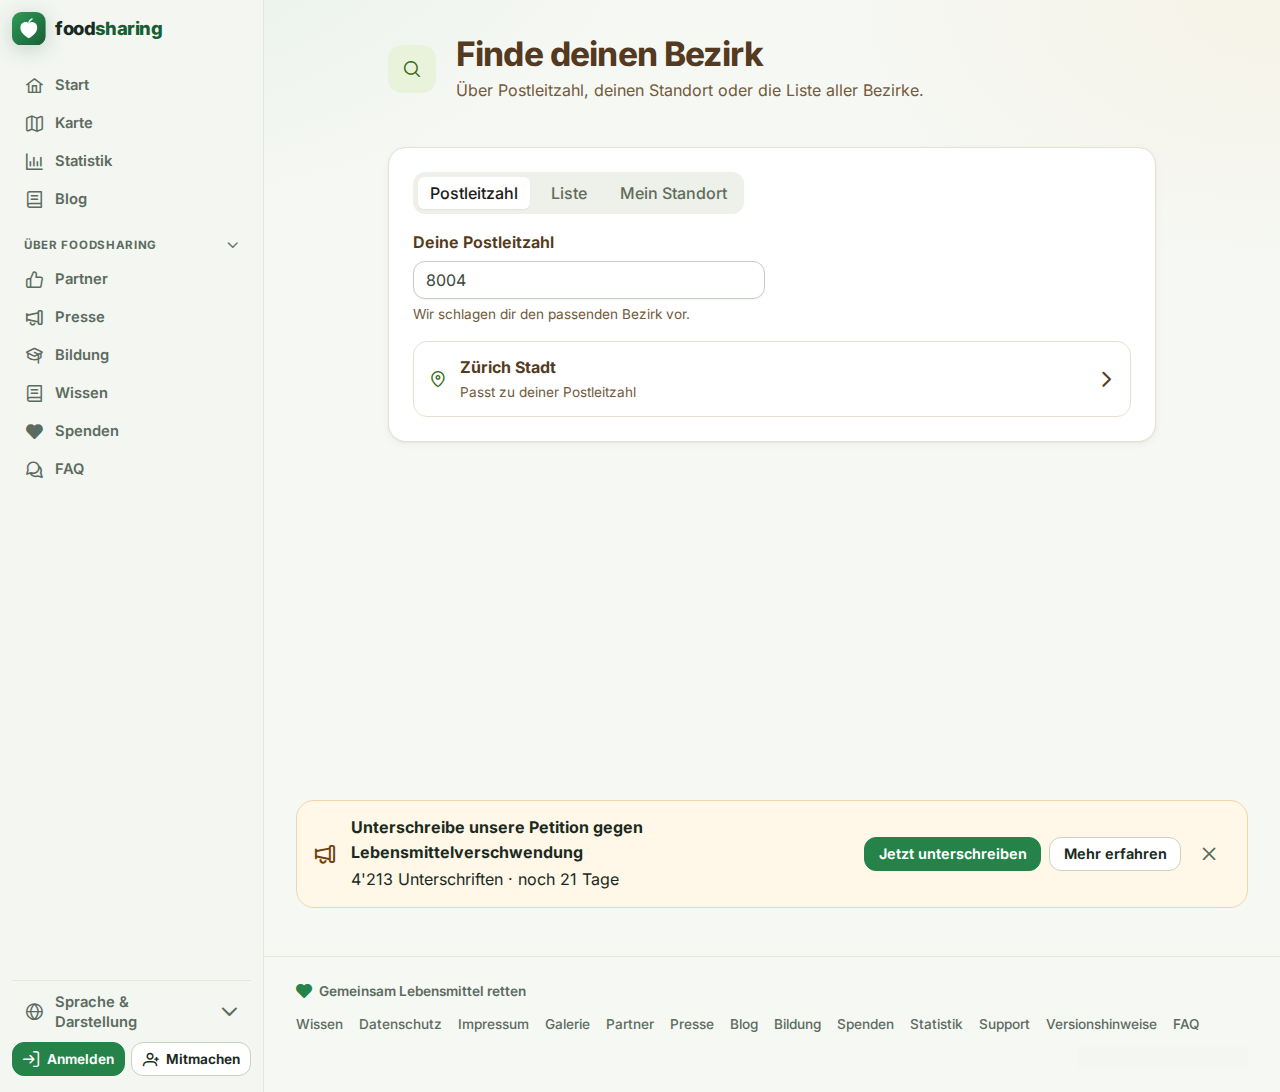 foodsharing
Start
Karte
Statistik
Blog
ÜBER FOODSHARING
Partner
Presse
Bildung
Wissen
Spenden
FAQ
Sprache &
Darstellung
Anmelden
Mitmachen
Finde deinen Bezirk
Über Postleitzahl, deinen Standort oder die Liste aller Bezirke.
Postleitzahl
Liste
Mein Standort
Deine Postleitzahl
8004
Wir schlagen dir den passenden Bezirk vor.
Zürich Stadt
Passt zu deiner Postleitzahl
Unterschreibe unsere Petition gegen
Lebensmittelverschwendung
4'213 Unterschriften · noch 21 Tage
Jetzt unterschreiben
Mehr erfahren
Gemeinsam Lebensmittel retten
Wissen Datenschutz Impressum Galerie Partner Presse Blog Bildung Spenden Statistik Support Versionshinweise FAQ